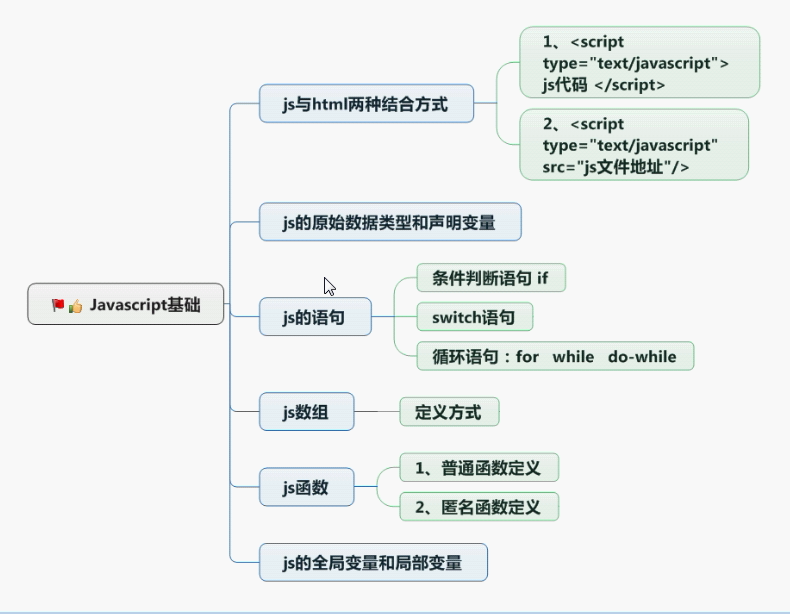 Javascript基础
js与html两种结合方式
1、<script
type="text/javascript">
js代码 </script>
2、<script
type="text/javascript"
src="js文件地址"/>
js的原始数据类型和声明变量
js的语句
条件判断语句 if
switch语句
循环语句：for while do-while
js数组
定义方式
js函数
1、普通函数定义
2、匿名函数定义
js的全局变量和局部变量